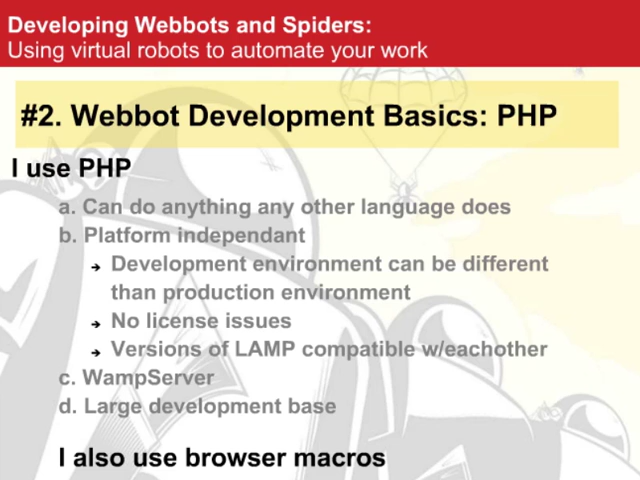 Developing Webbots and Spiders:
Using virtual robots to automate your work
#2. Webbot Development Basics: PHP
I use PHP
a. Can do anything any other language does
b. Platform independant
➔ Development environment can be different
than production environment
➔ No license issues
➔ Versions of LAMP compatible w/eachother
c. WampServer
d. Large development base
I also use browser macros